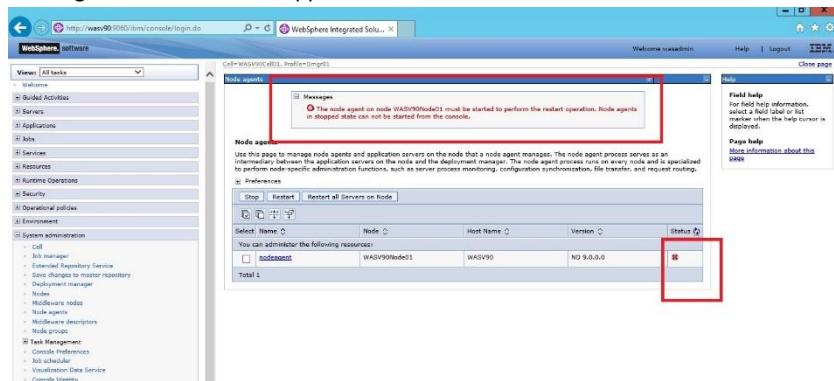 http://wasv90:9060/ibm/console/login.do
WebSphere Integrated Solu...
WebSphere. software
Welcome wasadmin
Help | Logout
IBM
Cell=WASV90Cell01, Profile=Dmgr01
Close page
View: All tasks
Welcome
Guided Activities
Servers
Applications
Jobs
Services
Resources
Runtime Operations
Security
Operational policies
Environment
System administration
Cell
Job manager
Extended Repository Service
Save changes to master repository
Deployment manager
Nodes
Middleware nodes
Node agents
Middleware descriptors
Node groups
Task Management
Console Preferences
Job scheduler
Visualization Data Service
Console Identity
Node agents
Messages
The node agent on node WASV90Node01 must be started to perform the restart operation. Node agents
in stopped state can not be started from the console.
Node agents
Use this page to manage node agents and application servers on the node that a node agent manages. The node agent process serves as an
intermediary between the application servers on the node and the deployment manager. The node agent process runs on every node and is specialized
to perform node-specific administration functions, such as server process monitoring, configuration synchronization, file transfer, and request routing.
Preferences
Stop Restart Restart all Servers on Node
Select Name Node Host Name Version Status
You can administer the following resources:
nodeagent WASV90Node01 WASV90 ND 9.0.0.0
Total 1
Help
Field help
For field help information,
select a field label or list
marker when the help cursor is
displayed.
Page help
More information about this
page